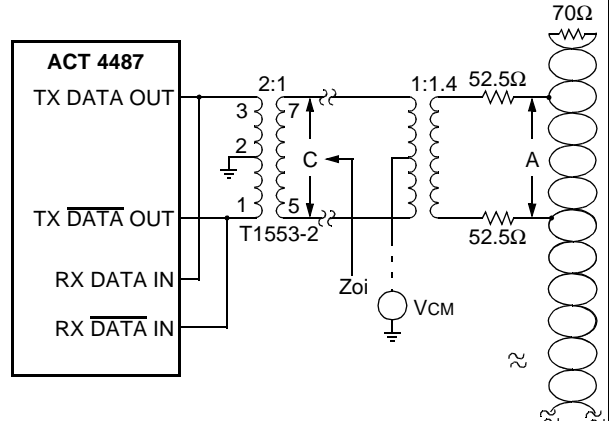 70Ω
ACT 4487
2:1
1:1.4
52.5Ω
TX DATA OUT
3
7
2
C
A
1
5
TX DATA OUT
T1553-2
52.5Ω
RX DATA IN
Zoi
VCM
RX DATA IN